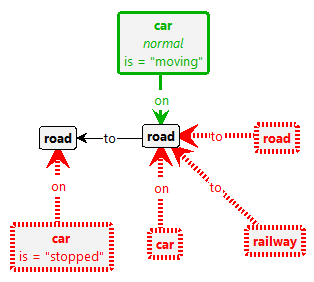 car
normal
is = "moving"
on
road
to
road
to
road
on
on
to
car
is = "stopped"
car
railway